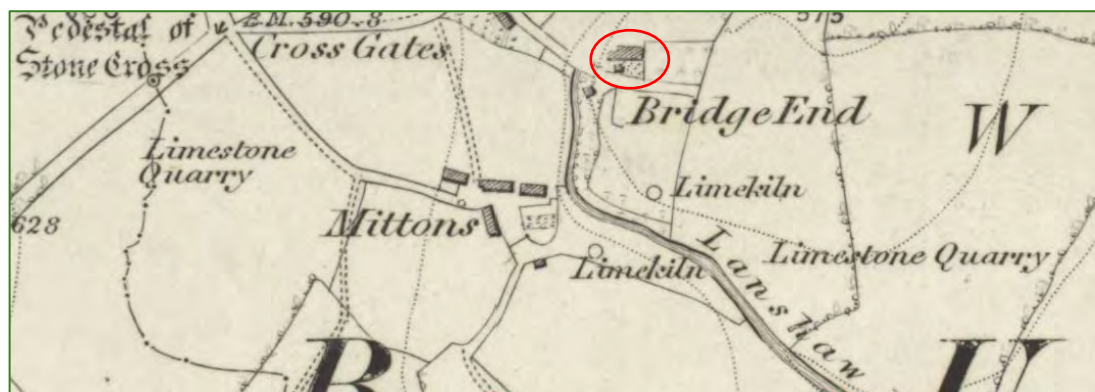 B.M. 590·3
575
Pedestal of
Stone Cross
Cross Gates
Bridge End
W
Limestone
Quarry
Limekiln
628
Mittons
Limekiln
Limestone Quarry
Lanshaw
R
H